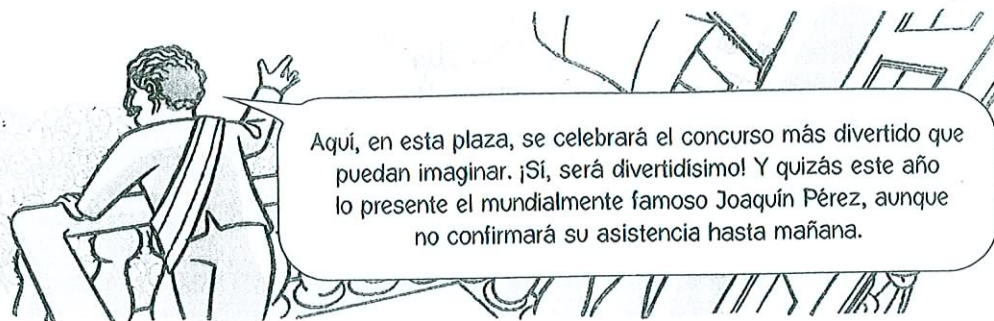 Aquí, en esta plaza, se celebrará el concurso más divertido que
puedan imaginar. ¡Sí, será divertidísimo! Y quizás este año
lo presente el mundialmente famoso Joaquín Pérez, aunque
no confirmará su asistencia hasta mañana.